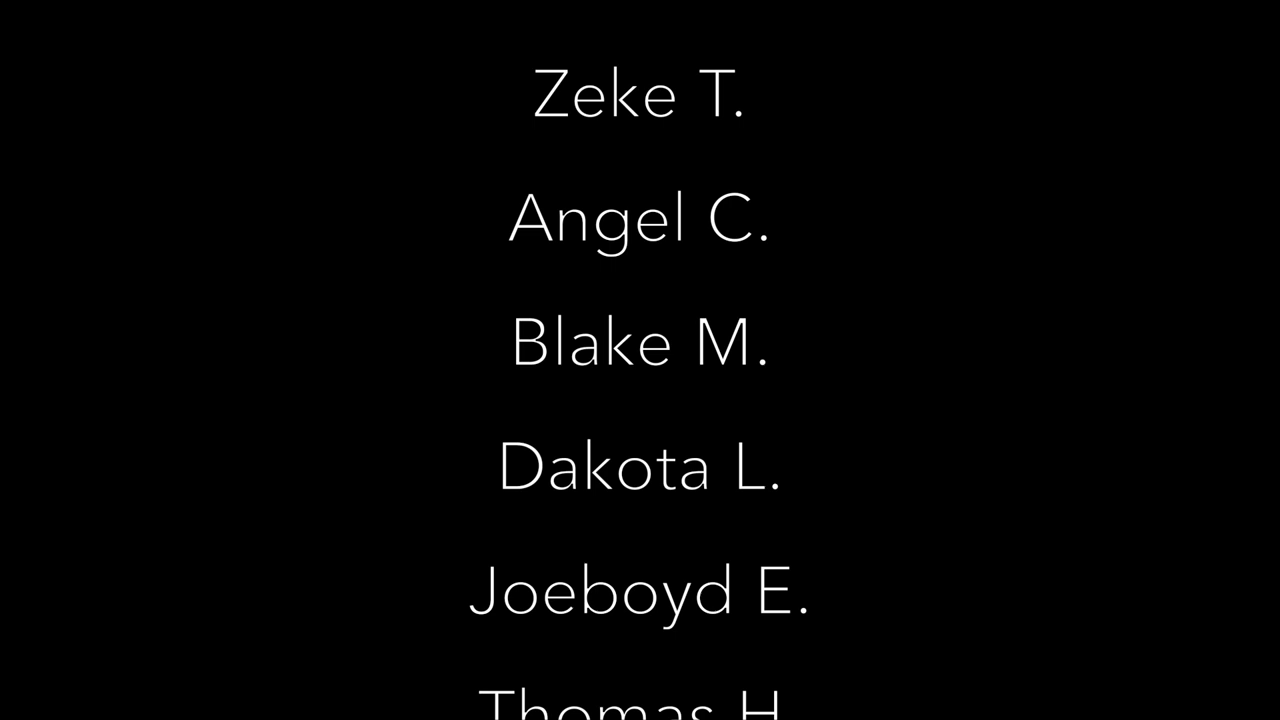 Zeke T.
Angel C.
Blake M.
Dakota L.
Joeboyd E.
Thomas H.